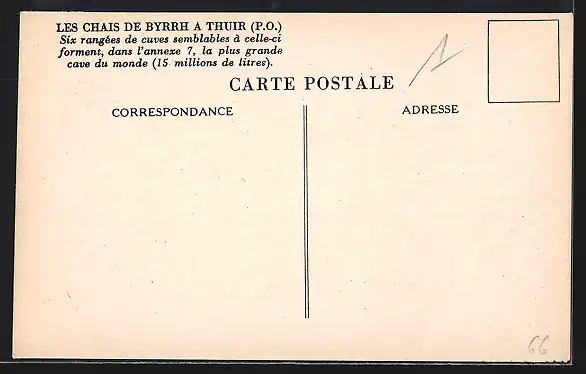 LES CHAIS DE BYRRH A THUIR (P.O.)
Six rangées de cuves semblables à celle-ci
forment, dans l'annexe 7, la plus grande
cave du monde (15 millions de litres).
CARTE POSTALE
CORRESPONDANCE
ADRESSE
66